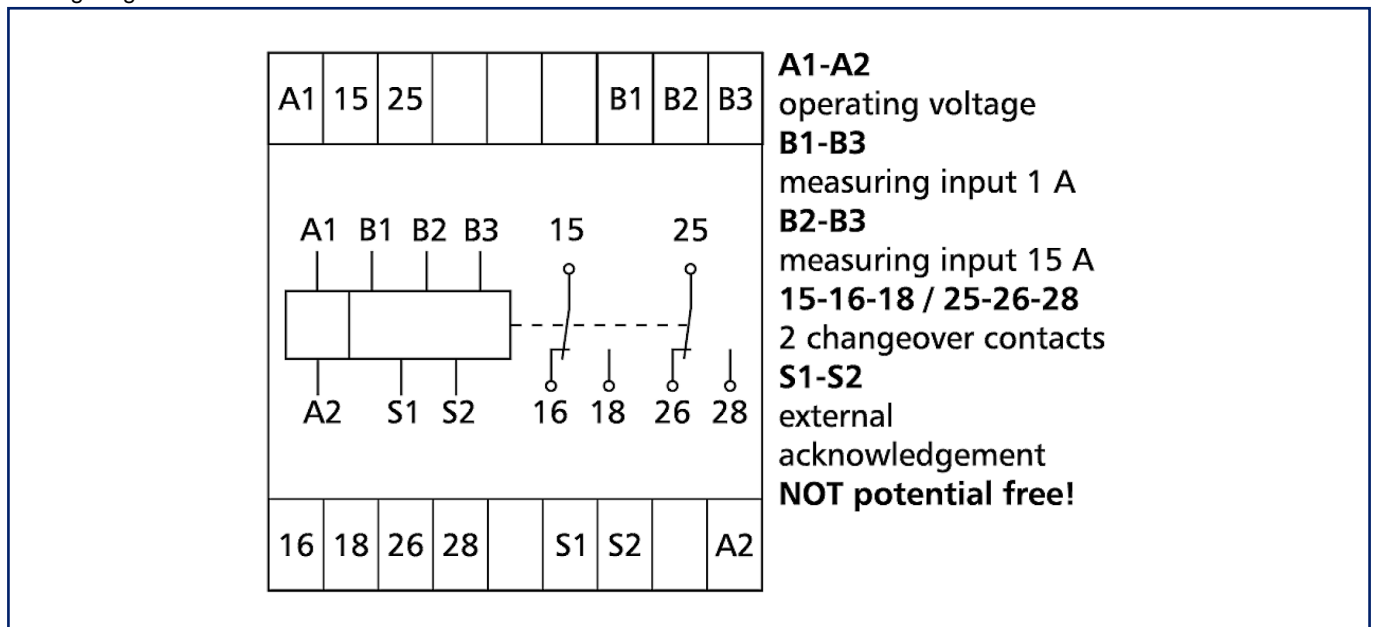 A1 15 25 B1 B2 B3
A1 B1 B2 B3 15 25
A2 S1 S2 16 18 26 28
16 18 26 28 S1 S2 A2
A1-A2
operating voltage
B1-B3
measuring input 1 A
B2-B3
measuring input 15 A
15-16-18 / 25-26-28
2 changeover contacts
S1-S2
external
acknowledgement
NOT potential free!